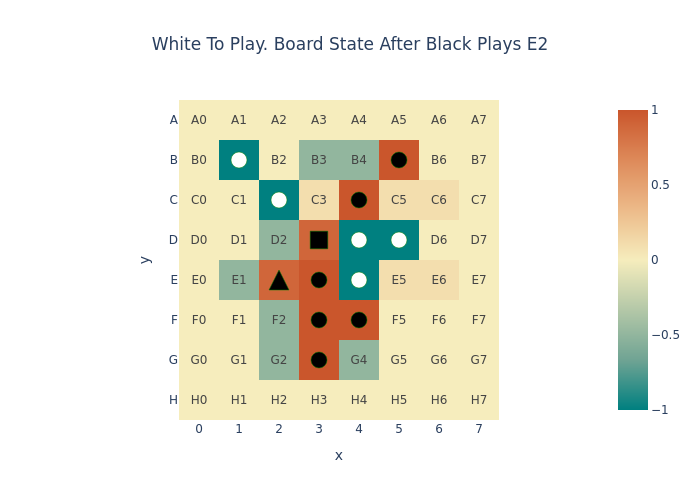 White To Play. Board State After Black Plays E2
A A0 A1 A2 A3 A4 A5 A6 A7
B B0 B2 B3 B4 B6 B7
C C0 C1 C3 C5 C6 C7
D D0 D1 D2 D6 D7
E E0 E1 E5 E6 E7
F F0 F1 F2 F5 F6 F7
G G0 G1 G2 G4 G5 G6 G7
H H0 H1 H2 H3 H4 H5 H6 H7
0 1 2 3 4 5 6 7
x
y
1
0.5
0
−0.5
−1